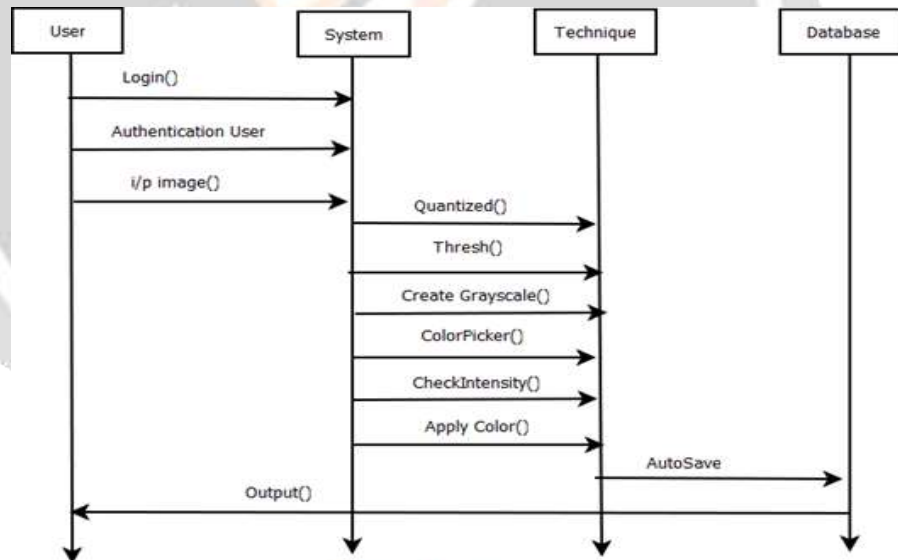 User
System
Technique
Database
Login()
Authentication User
i/p image()
Quantized()
Thresh()
Create Grayscale()
ColorPicker()
CheckIntensity()
Apply Color()
AutoSave
Output()